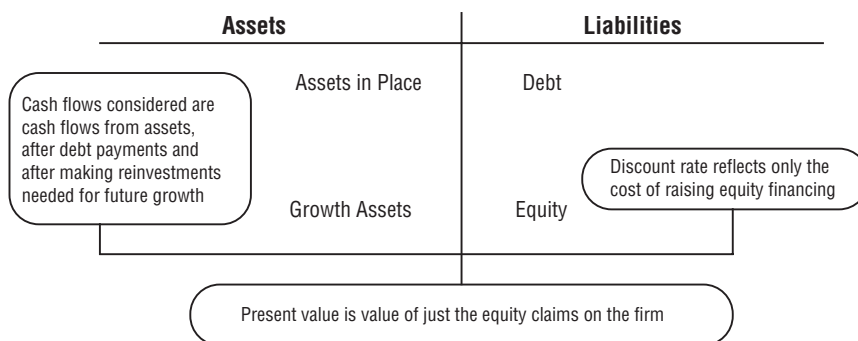 Assets
Liabilities
Assets in Place
Debt
Cash flows considered are
cash flows from assets,
after debt payments and
after making reinvestments
needed for future growth
Discount rate reflects only the
cost of raising equity financing
Growth Assets
Equity
Present value is value of just the equity claims on the firm